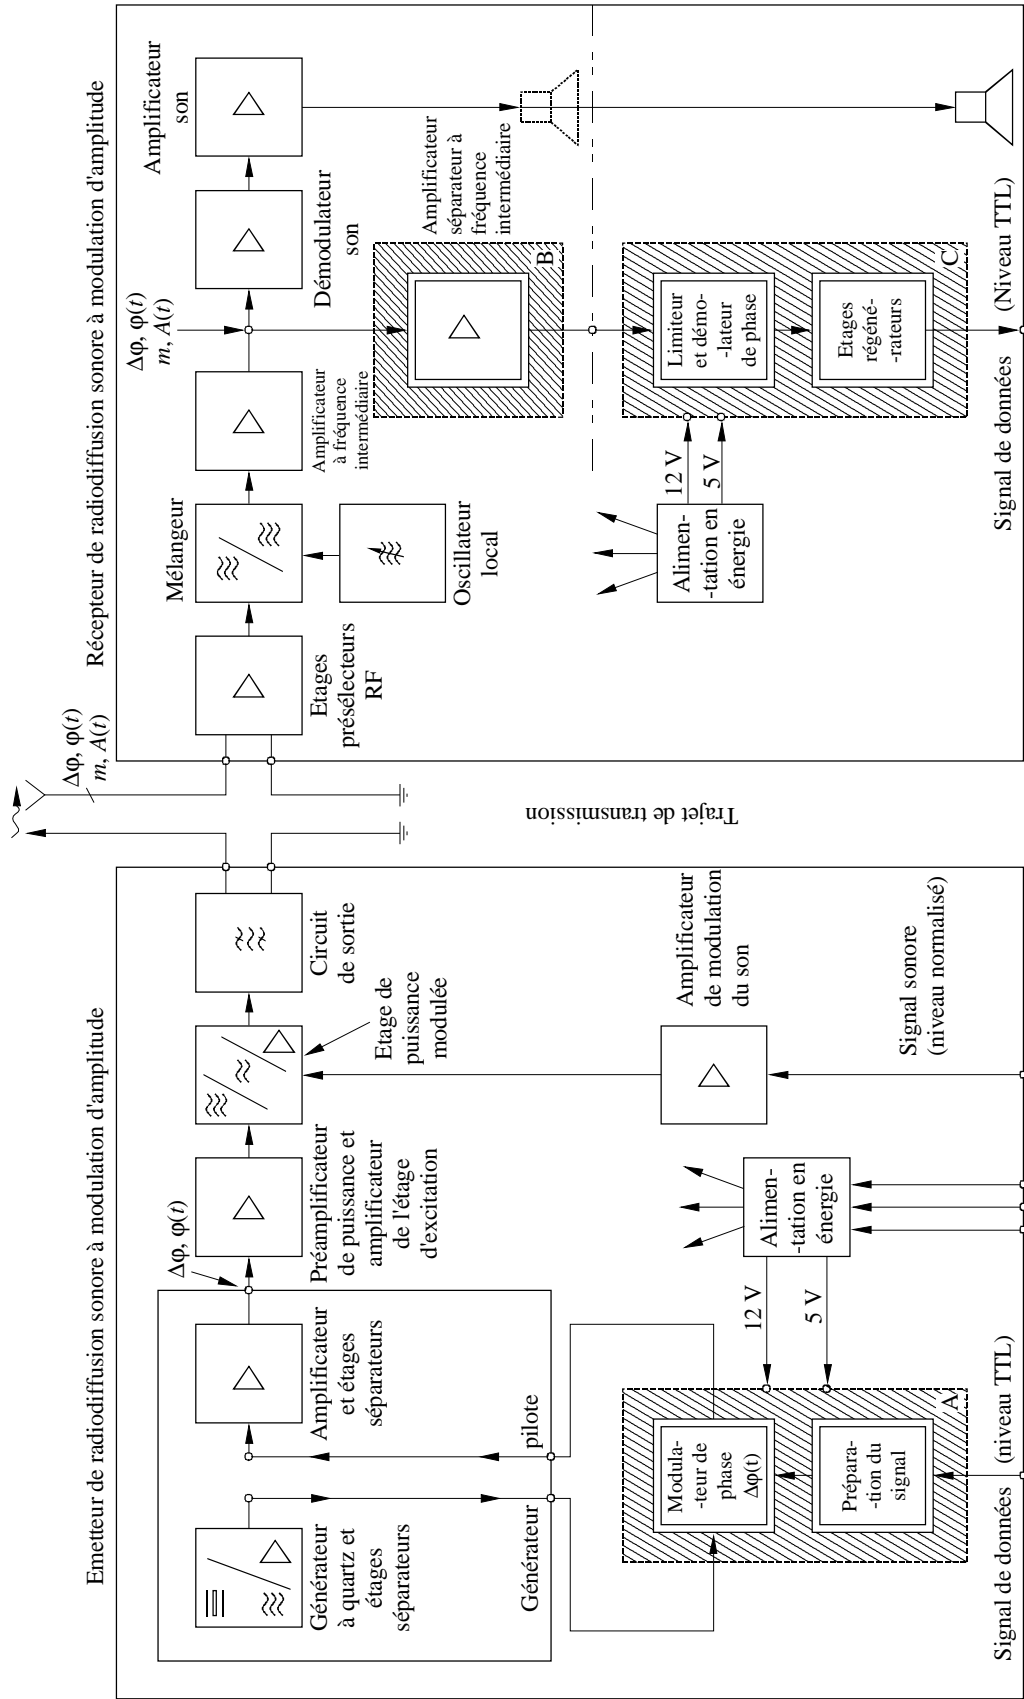 Emetteur de radiodiffusion sonore à modulation d'amplitude
Générateur
à quartz et
étages
séparateurs
Amplificateur
et étages
séparateurs
Δφ, φ(t)
Préamplificateur
de puissance et
amplificateur
de l'étage
d'excitation
Etage de
puissance
modulée
Circuit
de sortie
Générateur
pilote
Modula-
-teur de
phase
Δφ(t)
Prépara-
-tion du
signal
A
12 V
5 V
Alimen-
-tation en
énergie
Amplificateur
de modulation
du son
Signal de données
(niveau TTL)
Signal sonore
(niveau normalisé)
Trajet de transmission
Δφ, φ(t)
m, A(t)
Récepteur de radiodiffusion sonore à modulation d'amplitude
Etages
présélecteurs
RF
Mélangeur
Oscillateur
local
Amplificateur
à fréquence
intermédiaire
Δφ, φ(t)
m, A(t)
Démodulateur
son
Amplificateur
son
B
Amplificateur
séparateur à
fréquence
intermédiaire
Alimen-
-tation en
énergie
12 V
5 V
Limiteur
et démo-
-lateur
de phase
Etages
régéné-
-rateurs
C
Signal de données
(Niveau TTL)